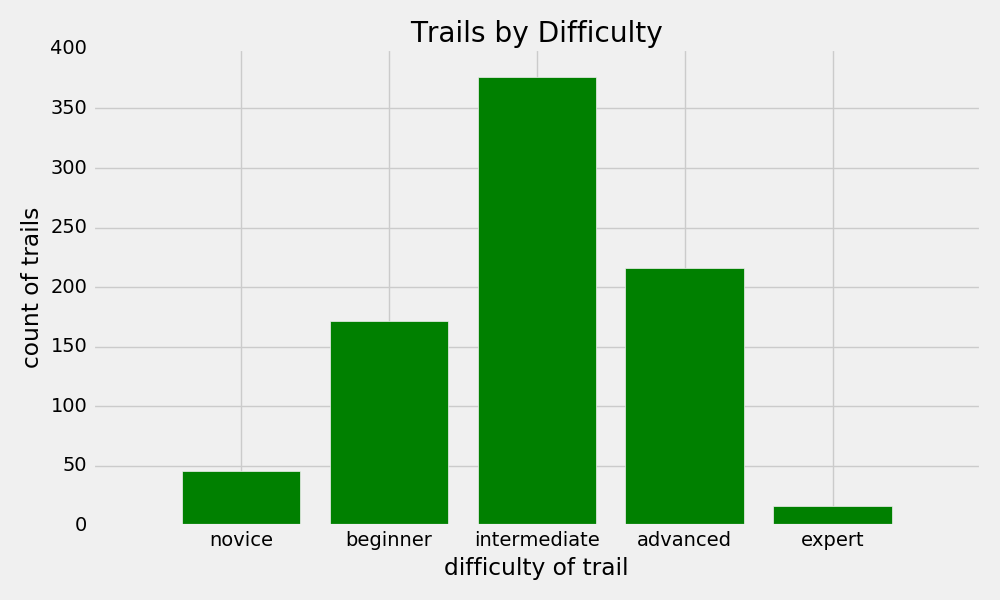 Trails by Difficulty
400
350
300
250
200
150
100
50
0
count of trails
novice beginner intermediate advanced expert
difficulty of trail